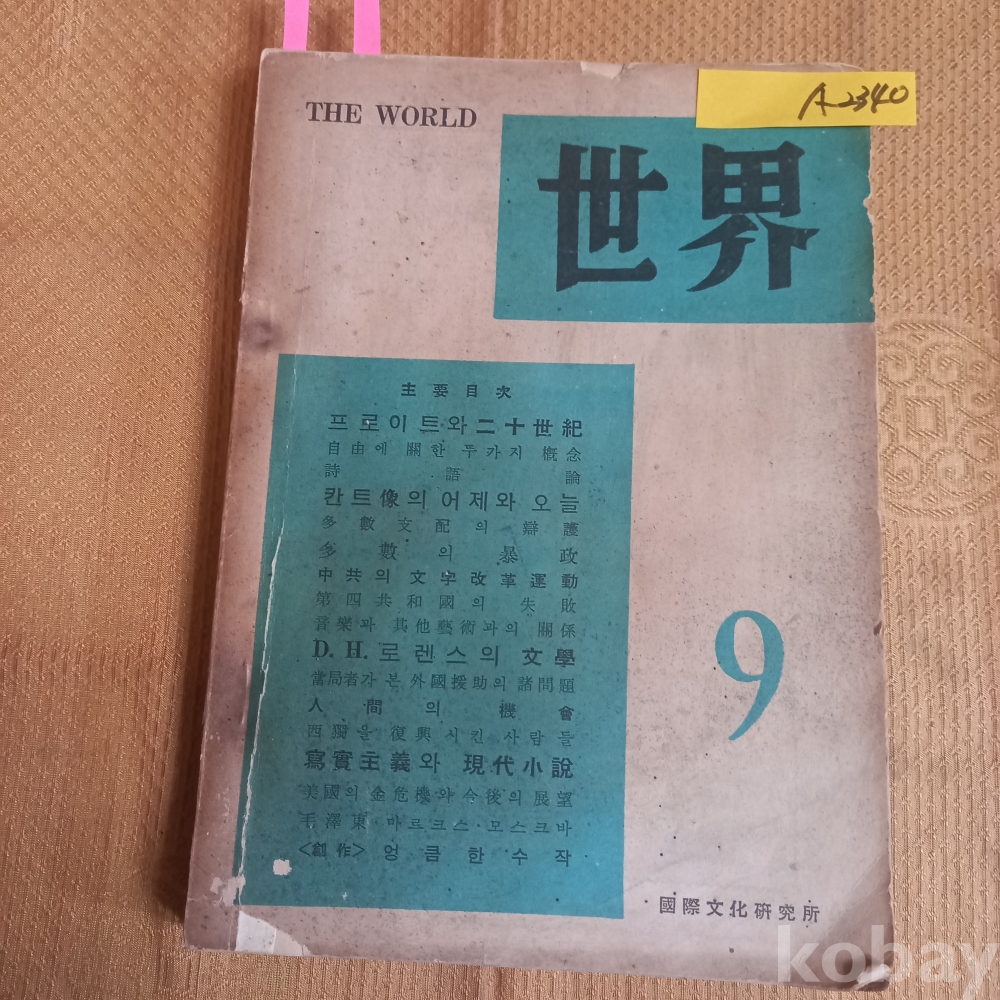 A2340
THE WORLD
世界
主要目次
프로이트와 二十世紀
自由에 關한 두카지 槪念
詩語論
칸트像의 어제와 오늘
多數支配의 辯護
多數의 暴政
中共의 文字改革運動
第四共和國의 失敗
音樂과 其他藝術과의 關係
D. H. 로렌스의 文學
當局者가 본 外國援助의 諸問題
人間의 機會
西獨을 復興시킨 사람들
寫實主義와 現代小說
美國의 金危機와 今後의 展望
毛澤東·마르크스·모스크바
<創作> 엉큼한 수작
9
國際文化硏究所
kobay